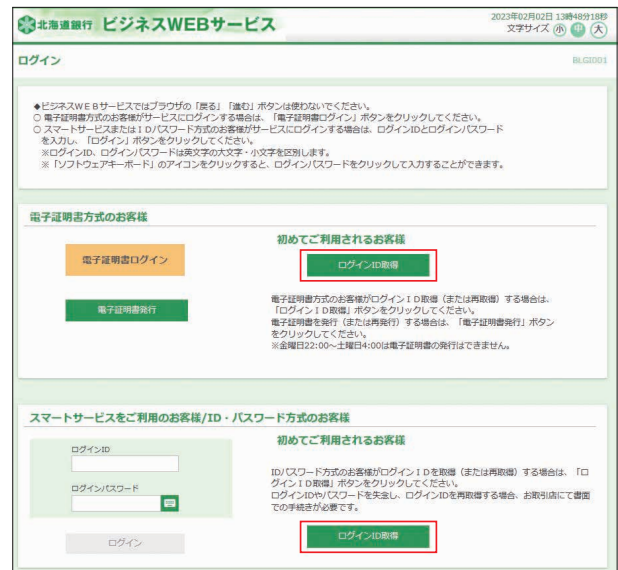 北海道銀行 ビジネスWEBサービス
2023年02月02日 13時48分18秒
文字サイズ 小 中 大
ログイン
BLGI001
◆ビジネスWEBサービスではブラウザの「戻る」「進む」ボタンは使わないでください。
○ 電子証明書方式のお客様がサービスにログインする場合は、「電子証明書ログイン」ボタンをクリックしてください。
○ スマートサービスまたはIDパスワード方式のお客様がサービスにログインする場合は、ログインIDとログインパスワード
を入力し、「ログイン」ボタンをクリックしてください。
※ログインID、ログインパスワードは英文字の大文字・小文字を区別します。
※「ソフトウェアキーボード」のアイコンをクリックすると、ログインパスワードをクリックして入力することができます。
電子証明書方式のお客様
電子証明書ログイン
電子証明書発行
初めてご利用されるお客様
ログインID取得
電子証明書方式のお客様がログインID取得（または再取得）する場合は、
「ログインID取得」ボタンをクリックしてください。
電子証明書を発行（または再発行）する場合は、「電子証明書発行」ボタン
をクリックしてください。
※金曜日22:00～土曜日4:00は電子証明書の発行はできません。
スマートサービスをご利用のお客様/ID・パスワード方式のお客様
ログインID
ログインパスワード
ログイン
初めてご利用されるお客様
ID/パスワード方式のお客様がログインIDを取得（または再取得）する場合は、「ロ
グインID取得」ボタンをクリックしてください。
ログインIDやパスワードを失念し、ログインIDを再取得する場合、お取引店にて書面
での手続きが必要です。
ログインID取得